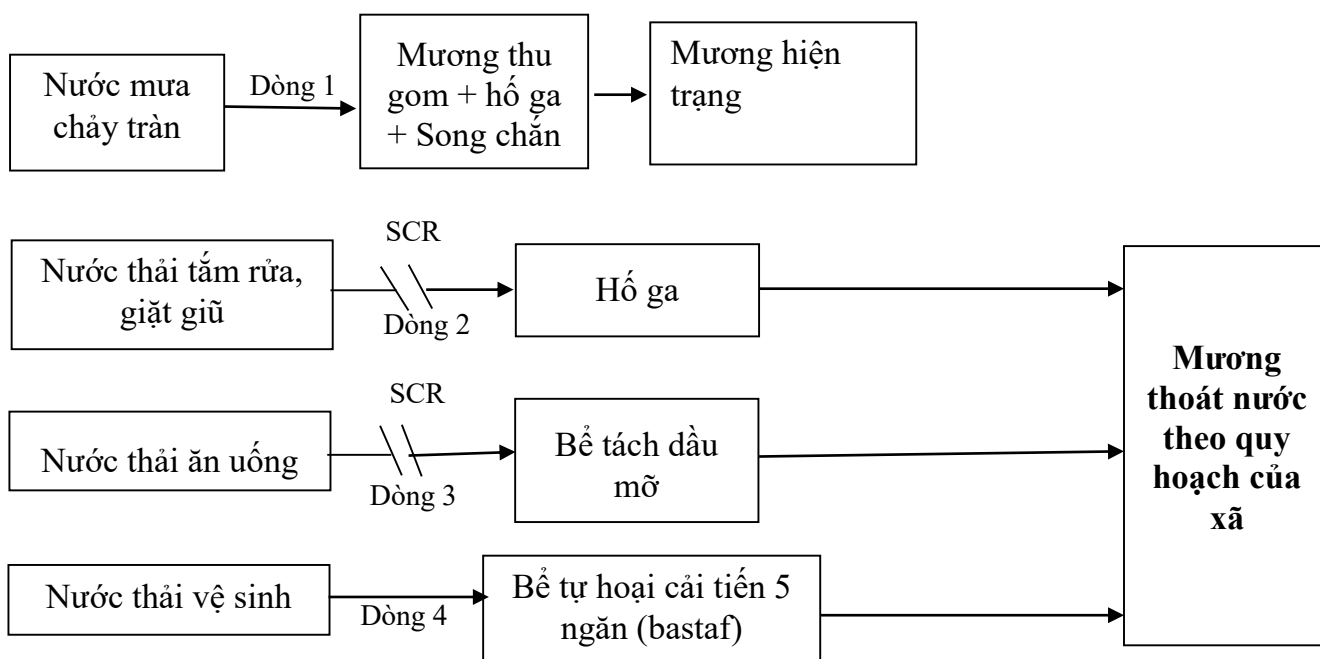 Nước mưa
chảy tràn
Dòng 1
Mương thu
gom + hố ga
+ Song chắn
Mương hiện
trạng
Nước thải tắm rửa,
giặt giũ
SCR
Dòng 2
Hố ga
Nước thải ăn uống
SCR
Dòng 3
Bể tách dầu
mỡ
Nước thải vệ sinh
Dòng 4
Bể tự hoại cải tiến 5
ngăn (bastaf)
Mương
thoát nước
theo quy
hoạch của
xã